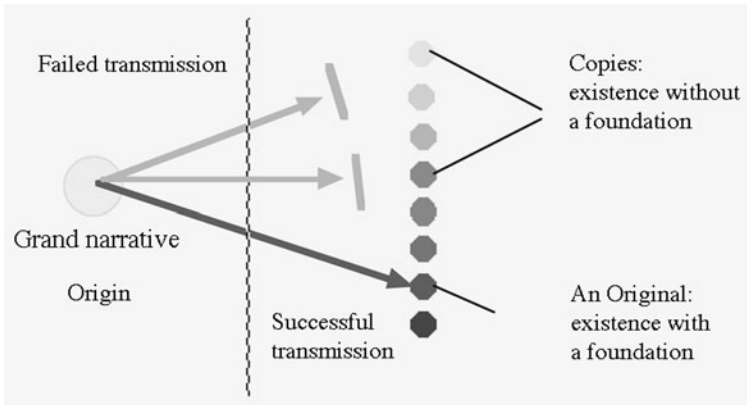 Failed transmission
Grand narrative
Origin
Successful
transmission
Copies:
existence without
a foundation
An Original:
existence with
a foundation